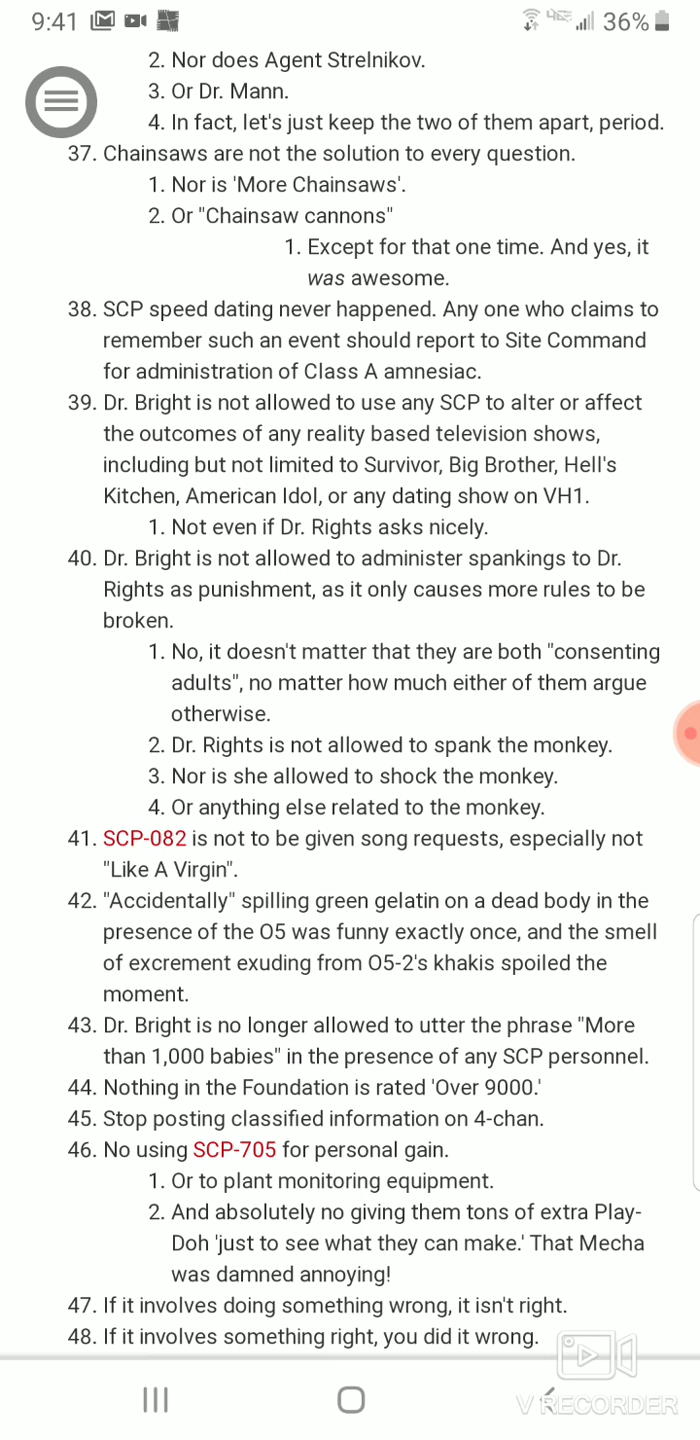 9:41 36%
2. Nor does Agent Strelnikov.
3. Or Dr. Mann.
4. In fact, let's just keep the two of them apart, period.
37. Chainsaws are not the solution to every question.
1. Nor is 'More Chainsaws'.
2. Or "Chainsaw cannons"
1. Except for that one time. And yes, it
was awesome.
38. SCP speed dating never happened. Any one who claims to
remember such an event should report to Site Command
for administration of Class A amnesiac.
39. Dr. Bright is not allowed to use any SCP to alter or affect
the outcomes of any reality based television shows,
including but not limited to Survivor, Big Brother, Hell's
Kitchen, American Idol, or any dating show on VH1.
1. Not even if Dr. Rights asks nicely.
40. Dr. Bright is not allowed to administer spankings to Dr.
Rights as punishment, as it only causes more rules to be
broken.
1. No, it doesn't matter that they are both "consenting
adults", no matter how much either of them argue
otherwise.
2. Dr. Rights is not allowed to spank the monkey.
3. Nor is she allowed to shock the monkey.
4. Or anything else related to the monkey.
41. SCP-082 is not to be given song requests, especially not
"Like A Virgin".
42. "Accidentally" spilling green gelatin on a dead body in the
presence of the O5 was funny exactly once, and the smell
of excrement exuding from O5-2's khakis spoiled the
moment.
43. Dr. Bright is no longer allowed to utter the phrase "More
than 1,000 babies" in the presence of any SCP personnel.
44. Nothing in the Foundation is rated 'Over 9000.'
45. Stop posting classified information on 4-chan.
46. No using SCP-705 for personal gain.
1. Or to plant monitoring equipment.
2. And absolutely no giving them tons of extra Play-
Doh 'just to see what they can make.' That Mecha
was damned annoying!
47. If it involves doing something wrong, it isn't right.
48. If it involves something right, you did it wrong.
V RECORDER